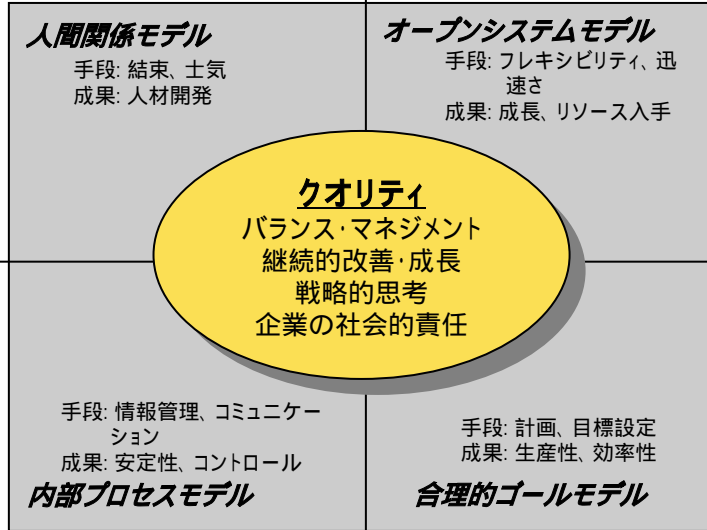 人間関係モデル
手段: 結束、士気
成果: 人材開発
オープンシステムモデル
手段: フレキシビリティ、迅
速さ
成果: 成長、リソース入手
クオリティ
バランス・マネジメント
継続的改善・成長
戦略的思考
企業の社会的責任
手段: 情報管理、コミュニケー
ション
成果: 安定性、コントロール
内部プロセスモデル
手段: 計画、目標設定
成果: 生産性、効率性
合理的ゴールモデル